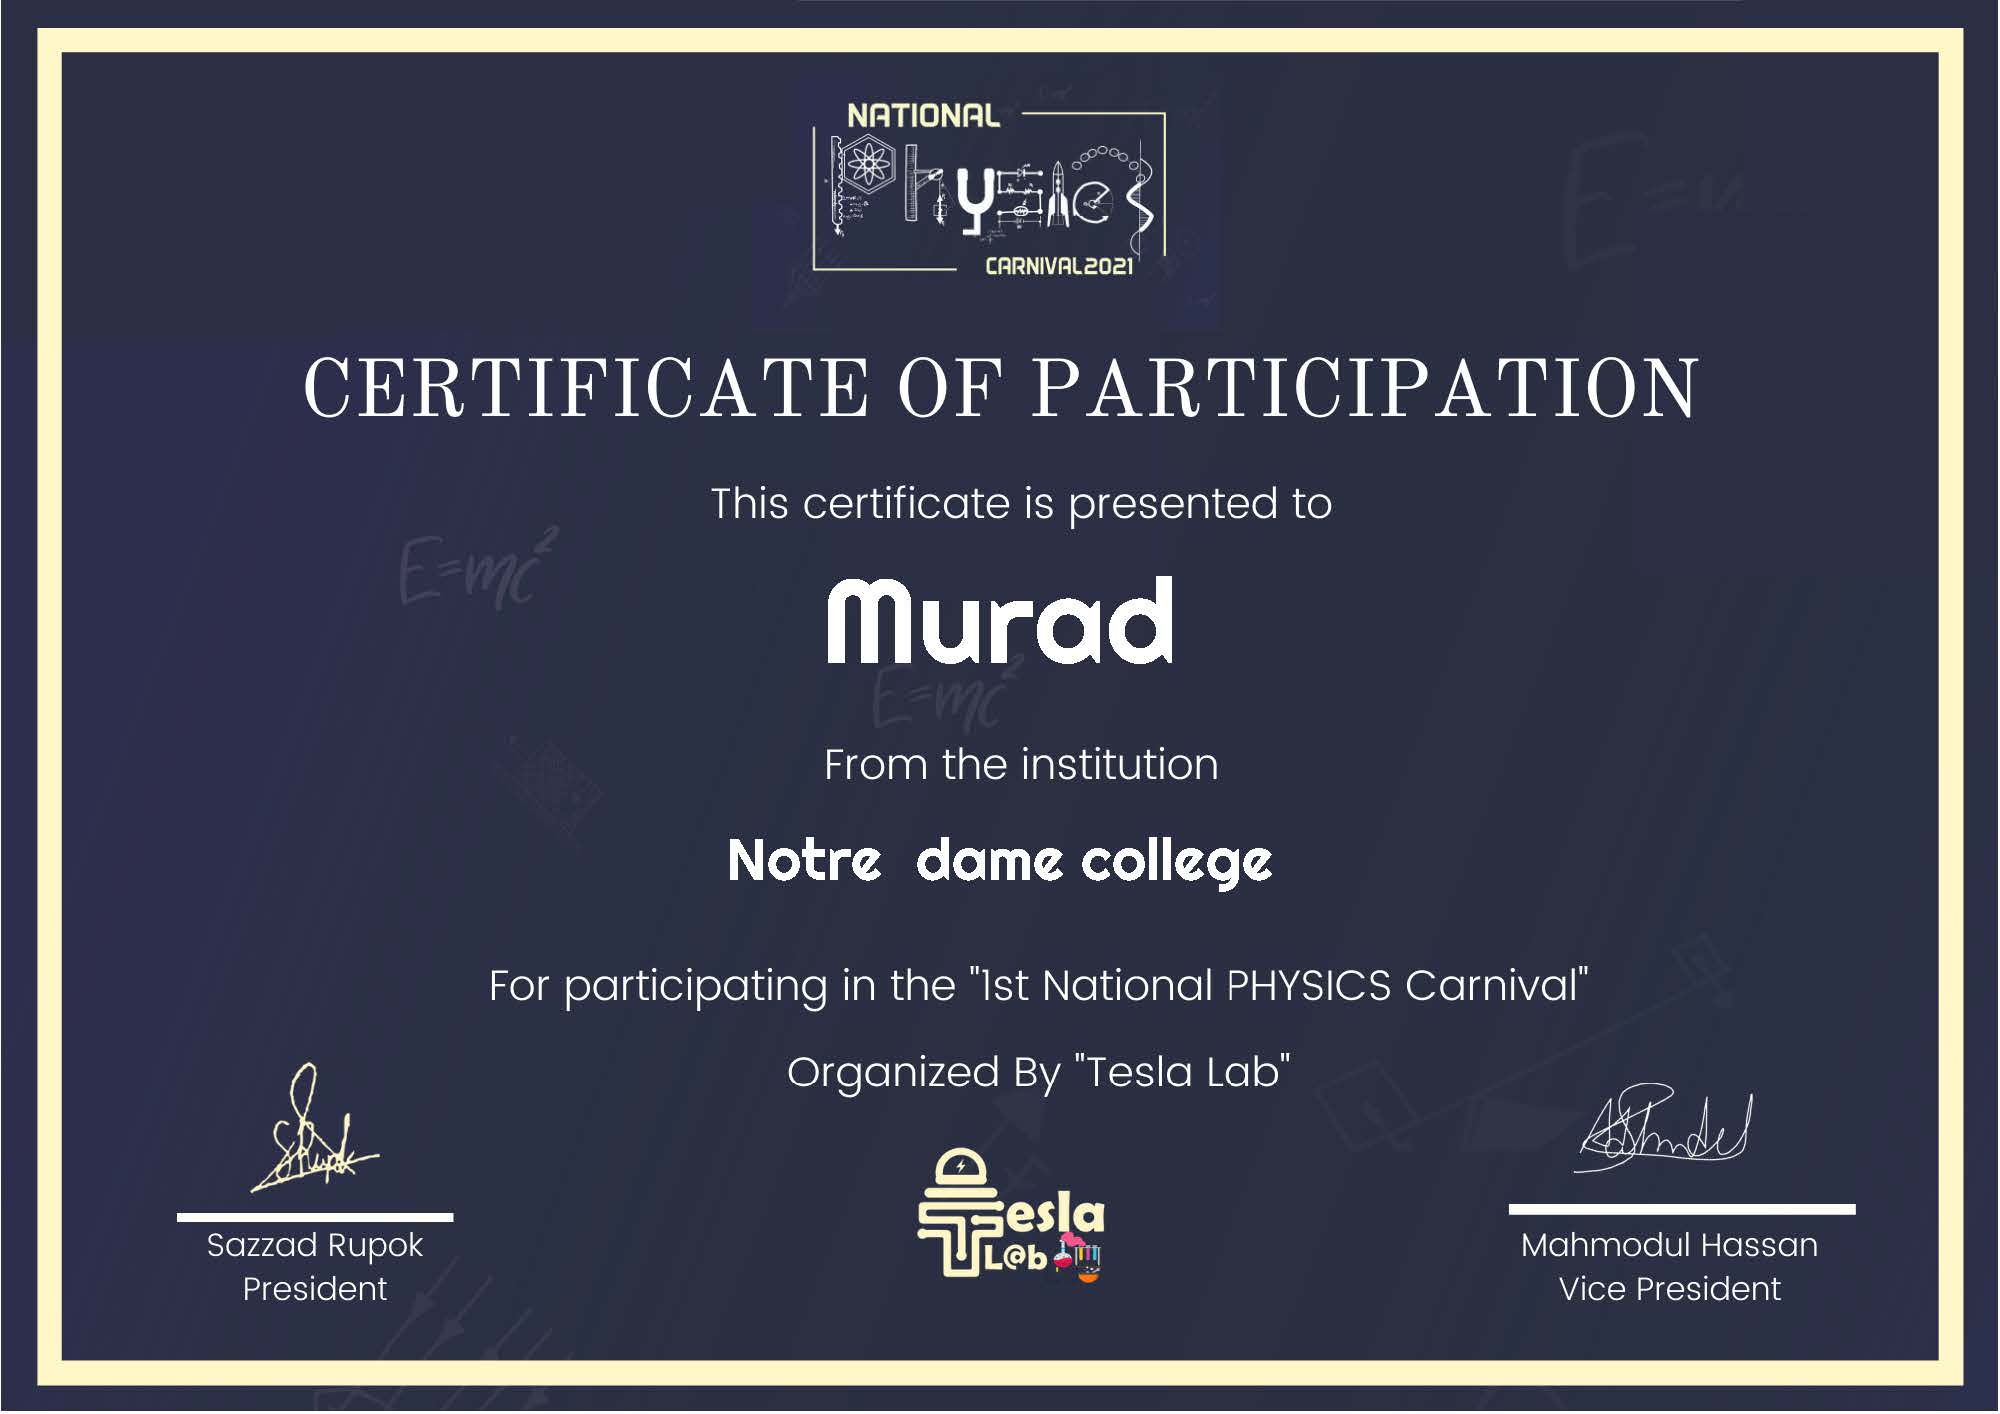 NATIONAL
Physics
CARNIVAL2021
CERTIFICATE OF PARTICIPATION
This certificate is presented to
E=mc²
Murad
E=mc²
From the institution
Notre  dame college
For participating in the "1st National PHYSICS Carnival"
Organized By "Tesla Lab"
Tesla
L@b
Sazzad Rupok
President
Mahmodul Hassan
Vice President